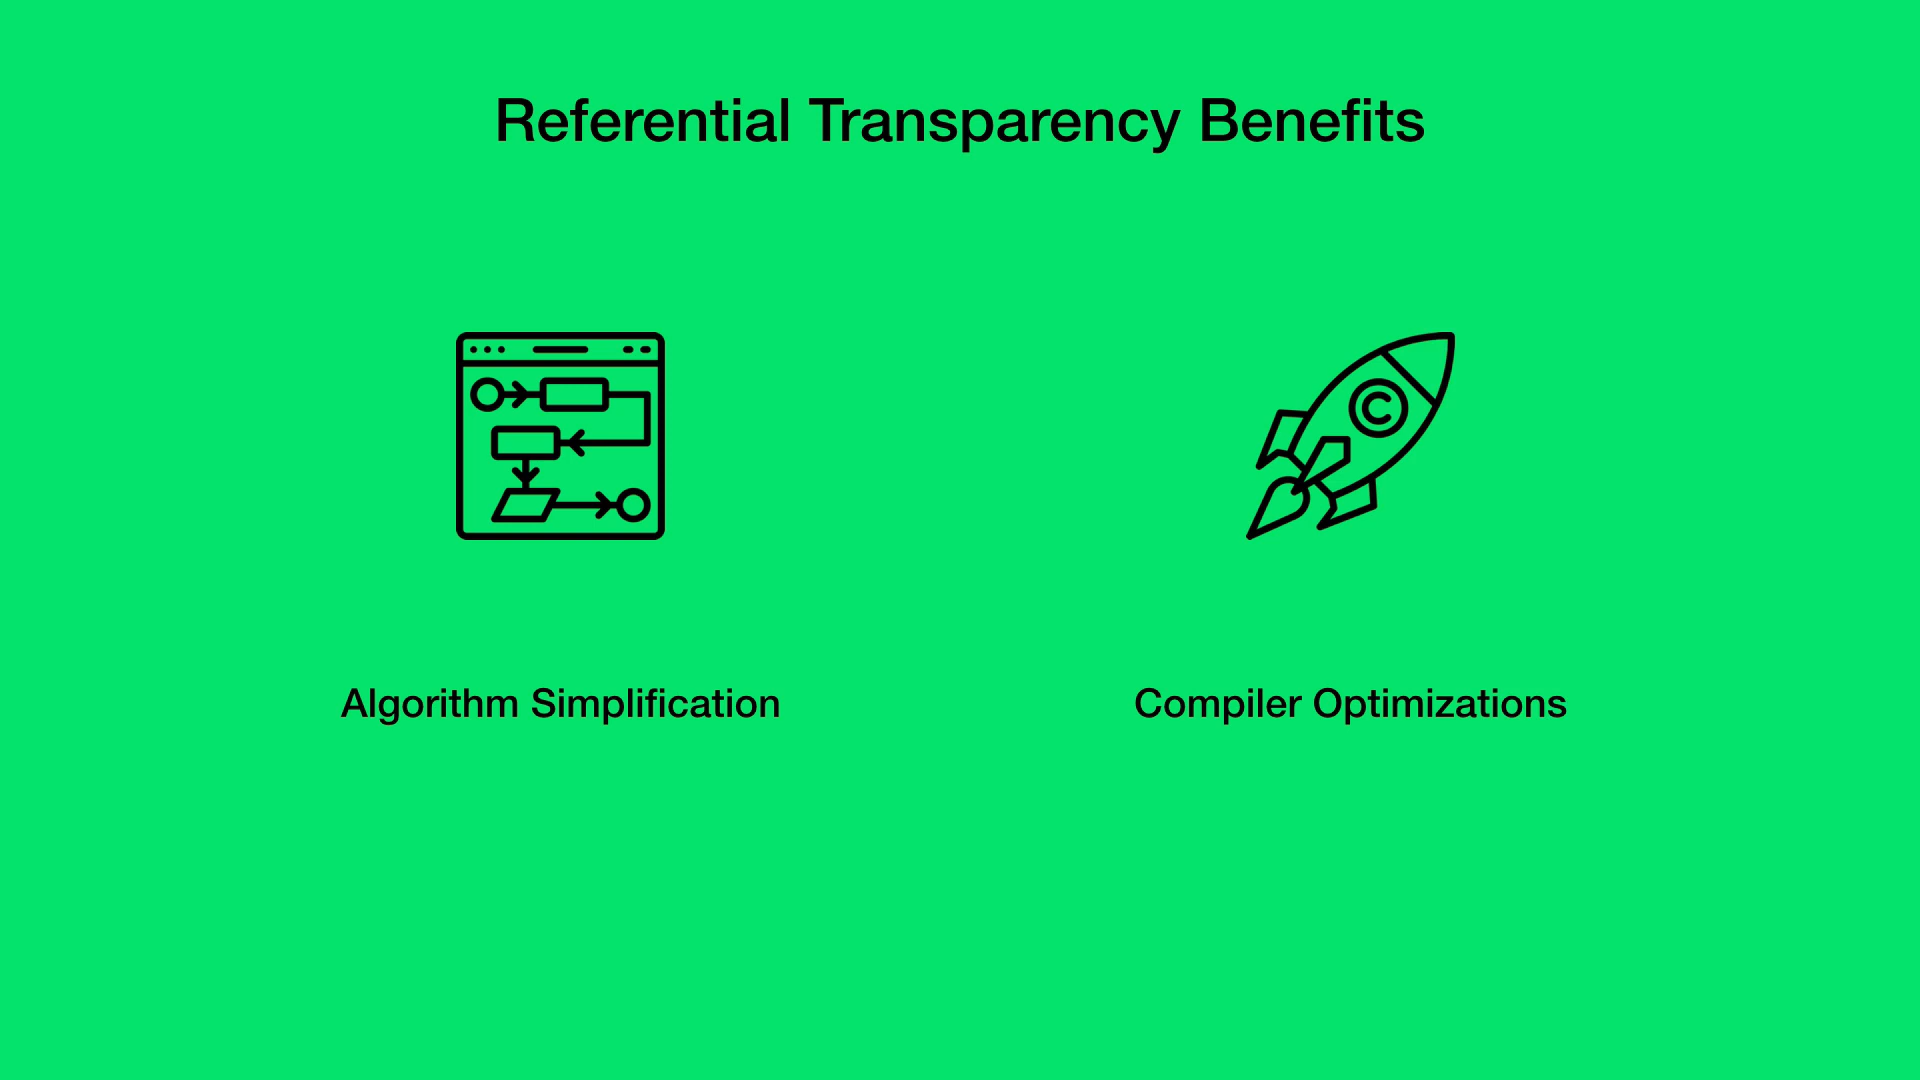 Referential Transparency Benefits
C
Algorithm Simplification
Compiler Optimizations